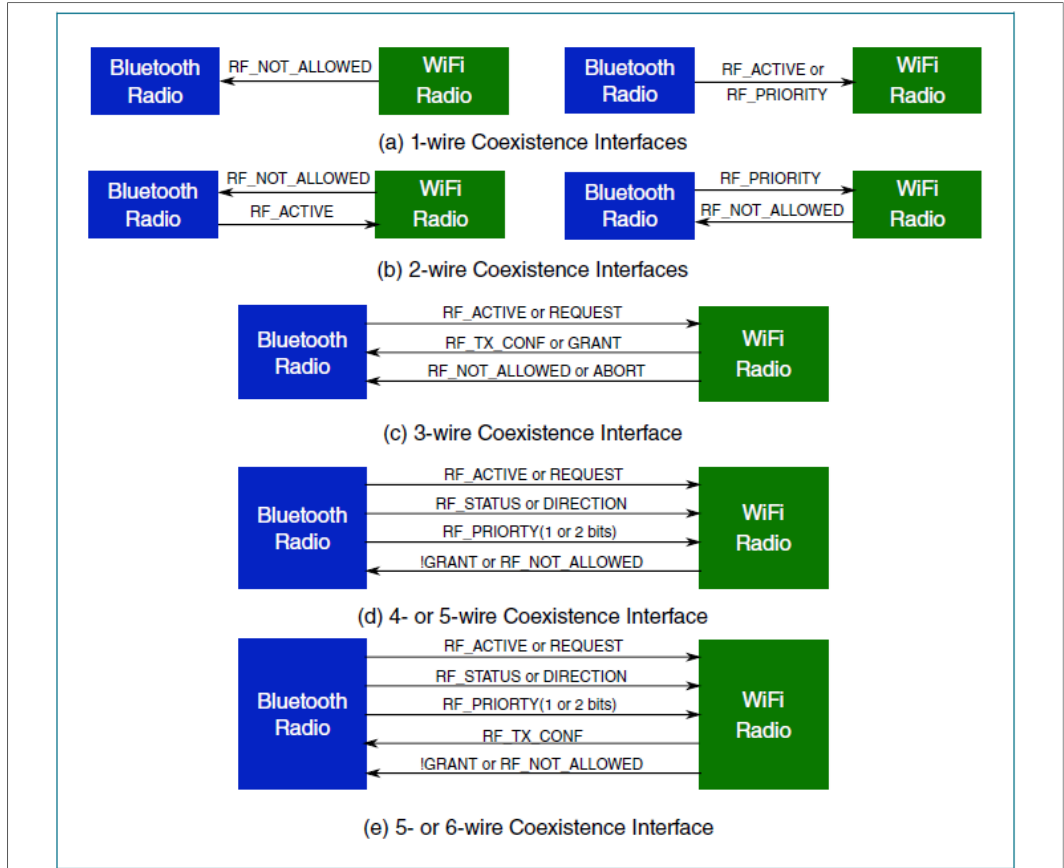 Bluetooth
Radio
RF_NOT_ALLOWED
WiFi
Radio
Bluetooth
Radio
RF_ACTIVE or
RF_PRIORITY
WiFi
Radio
(a) 1-wire Coexistence Interfaces
Bluetooth
Radio
RF_NOT_ALLOWED
RF_ACTIVE
WiFi
Radio
Bluetooth
Radio
RF_PRIORITY
RF_NOT_ALLOWED
WiFi
Radio
(b) 2-wire Coexistence Interfaces
Bluetooth
Radio
RF_ACTIVE or REQUEST
RF_TX_CONF or GRANT
RF_NOT_ALLOWED or ABORT
WiFi
Radio
(c) 3-wire Coexistence Interface
Bluetooth
Radio
RF_ACTIVE or REQUEST
RF_STATUS or DIRECTION
RF_PRIORTY(1 or 2 bits)
!GRANT or RF_NOT_ALLOWED
WiFi
Radio
(d) 4- or 5-wire Coexistence Interface
Bluetooth
Radio
RF_ACTIVE or REQUEST
RF_STATUS or DIRECTION
RF_PRIORTY(1 or 2 bits)
RF_TX_CONF
!GRANT or RF_NOT_ALLOWED
WiFi
Radio
(e) 5- or 6-wire Coexistence Interface